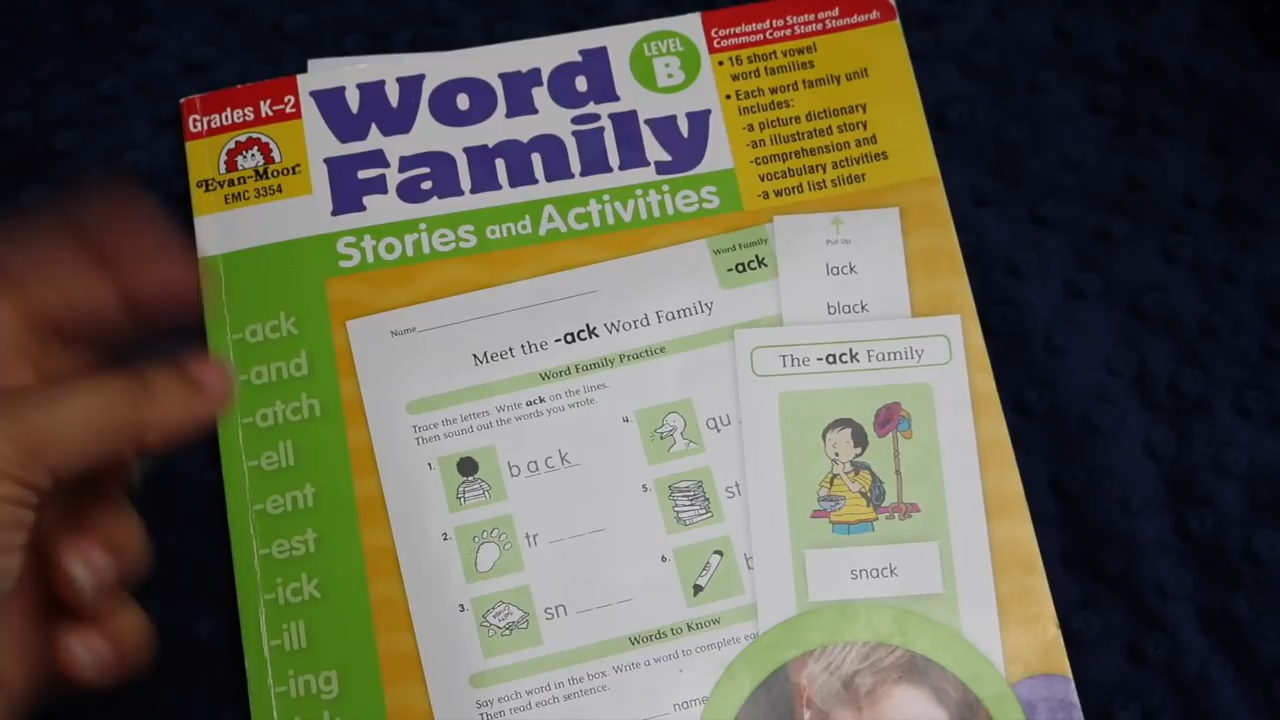 Grades K–2
Evan-Moor
EMC 3354
Word
Family
LEVEL
B
Stories and Activities
Correlated to State and
Common Core State Standards
• 16 short vowel
word families
• Each word family unit
includes:
-a picture dictionary
-an illustrated story
-comprehension and
vocabulary activities
-a word list slider
-ack
-and
-atch
-ell
-ent
-est
-ick
-ill
-ing
Word Family
-ack
Name
Meet the -ack Word Family
Word Family Practice
Trace the letters. Write ack on the lines.
Then sound out the words you wrote.
1. back
2. tr
3. sn
4. qu
5. st
6. b
Words to Know
Say each word in the box. Write a word to complete
Then read each sentence.
name
Pull Up
lack
black
The -ack Family
snack